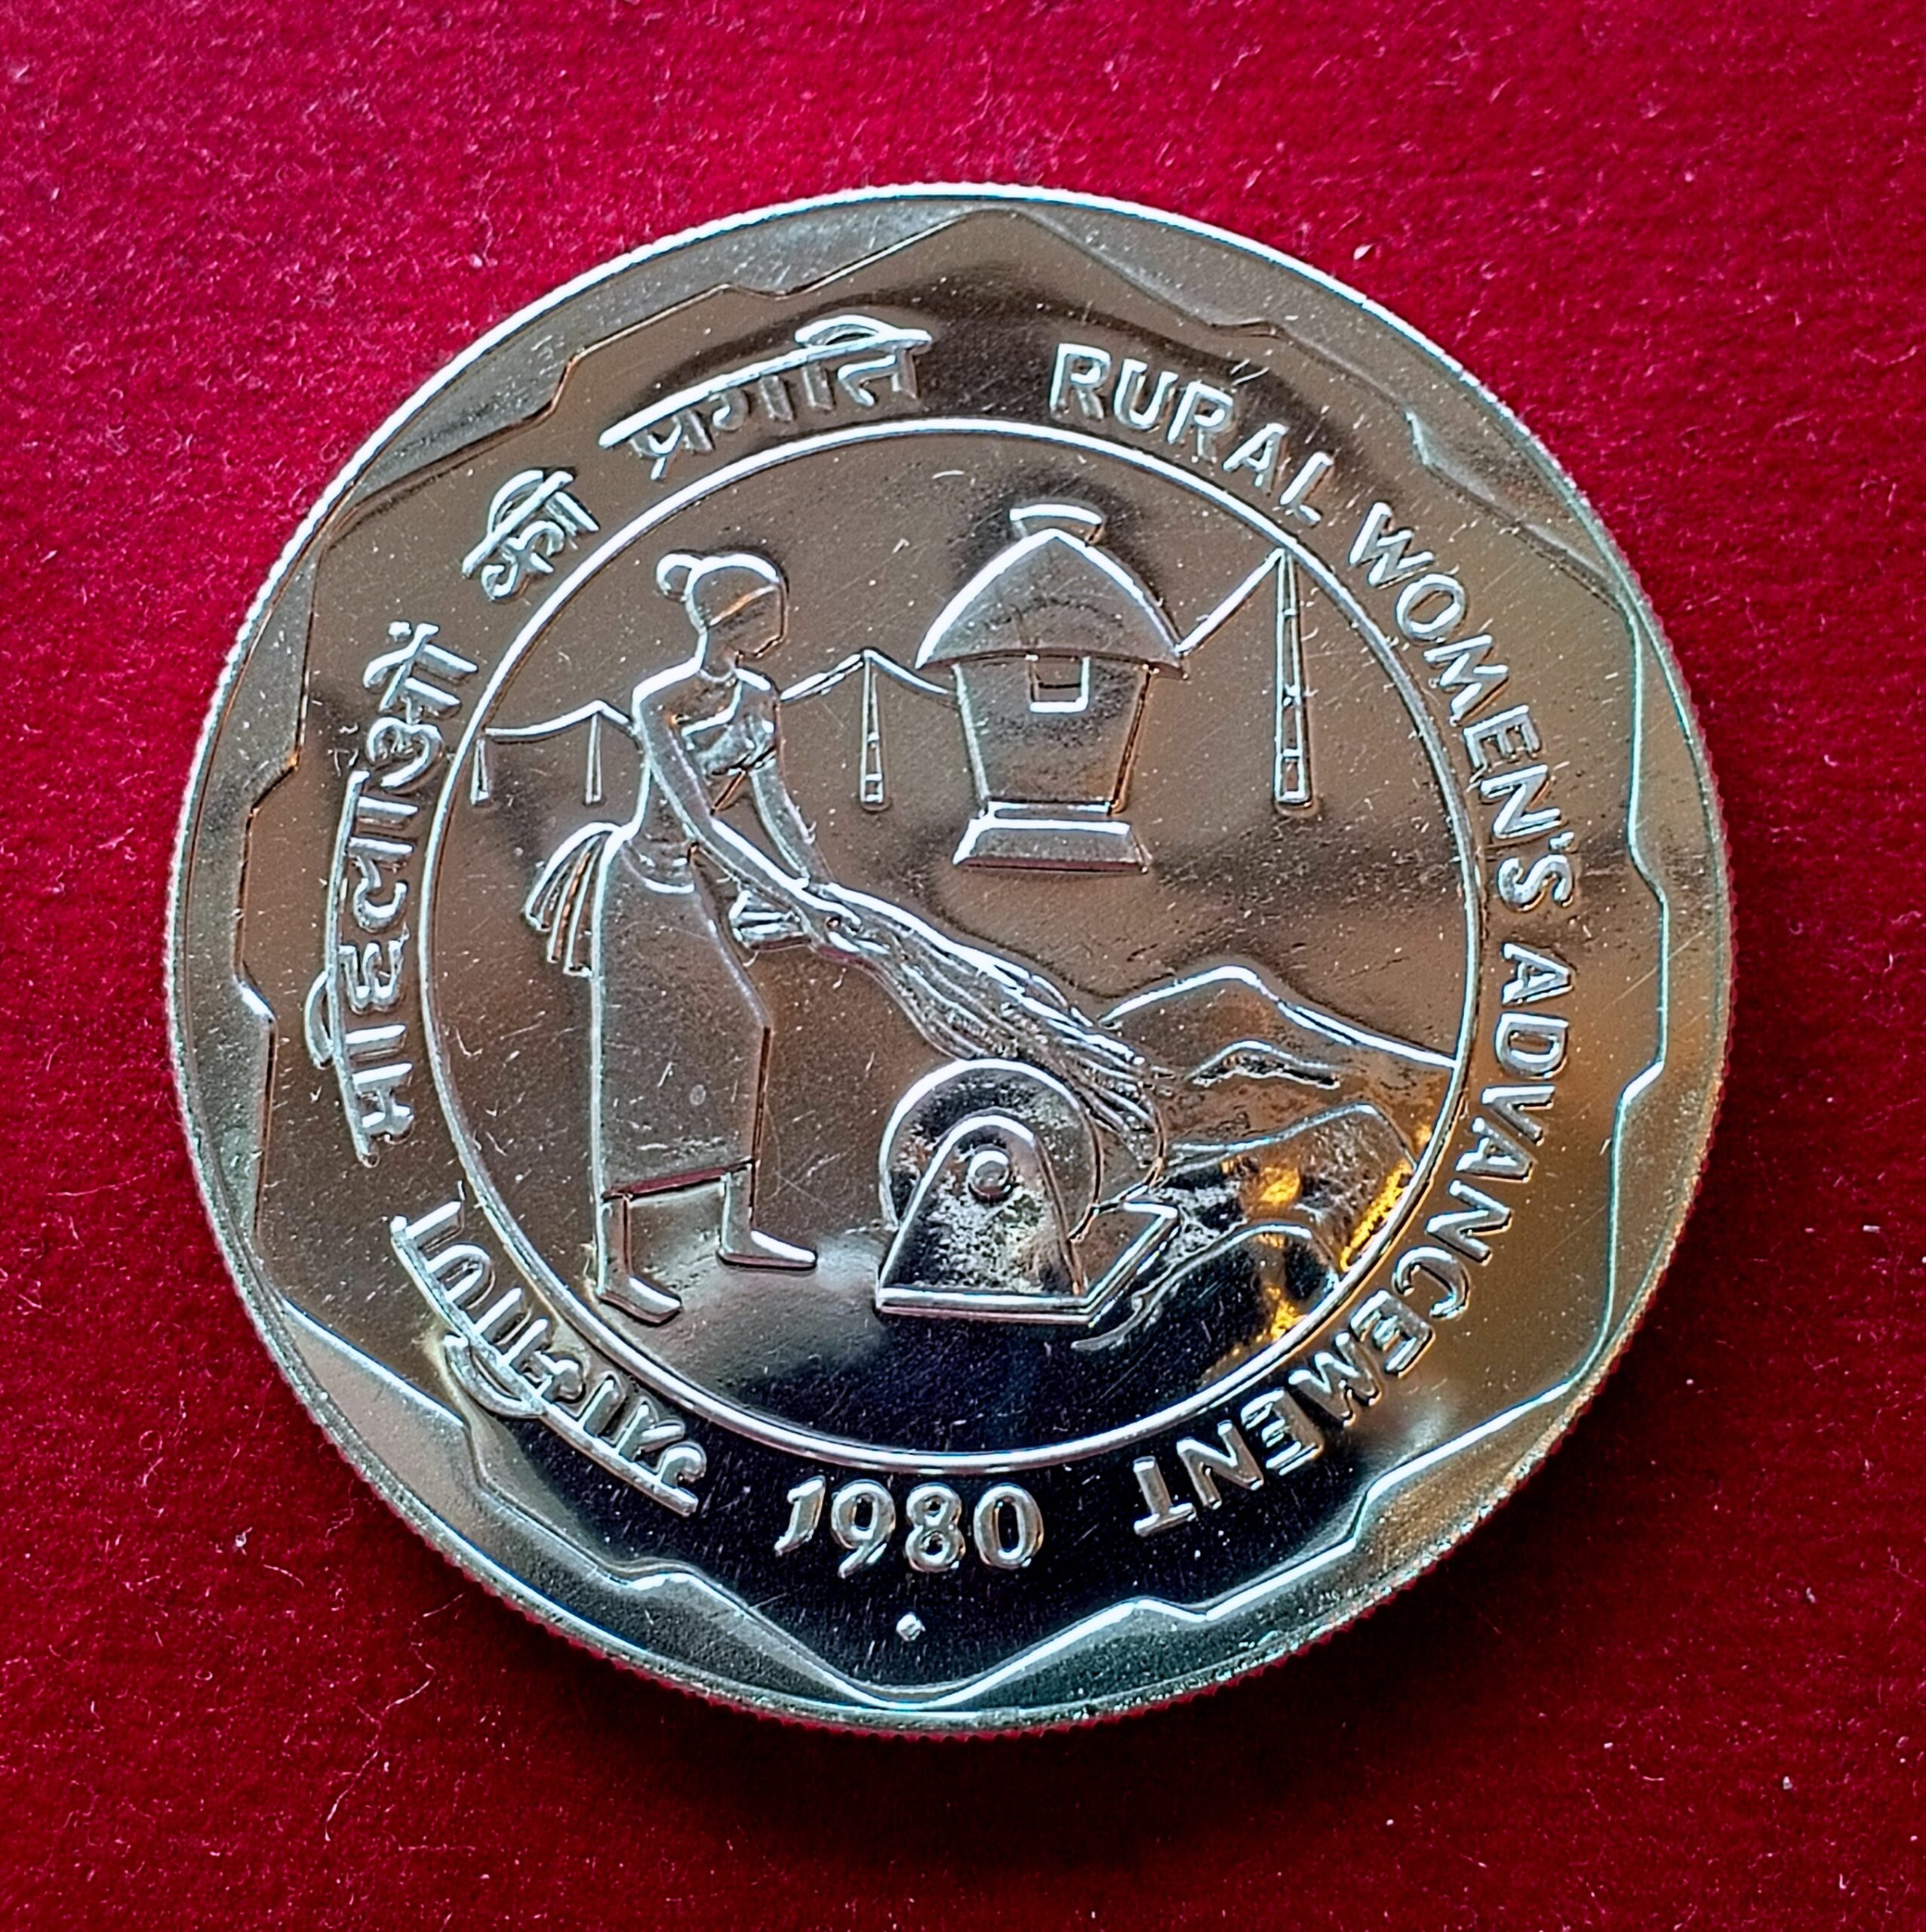 ग्रामीण महिलाओं की प्रगति
RURAL WOMEN'S ADVANCEMENT
1980